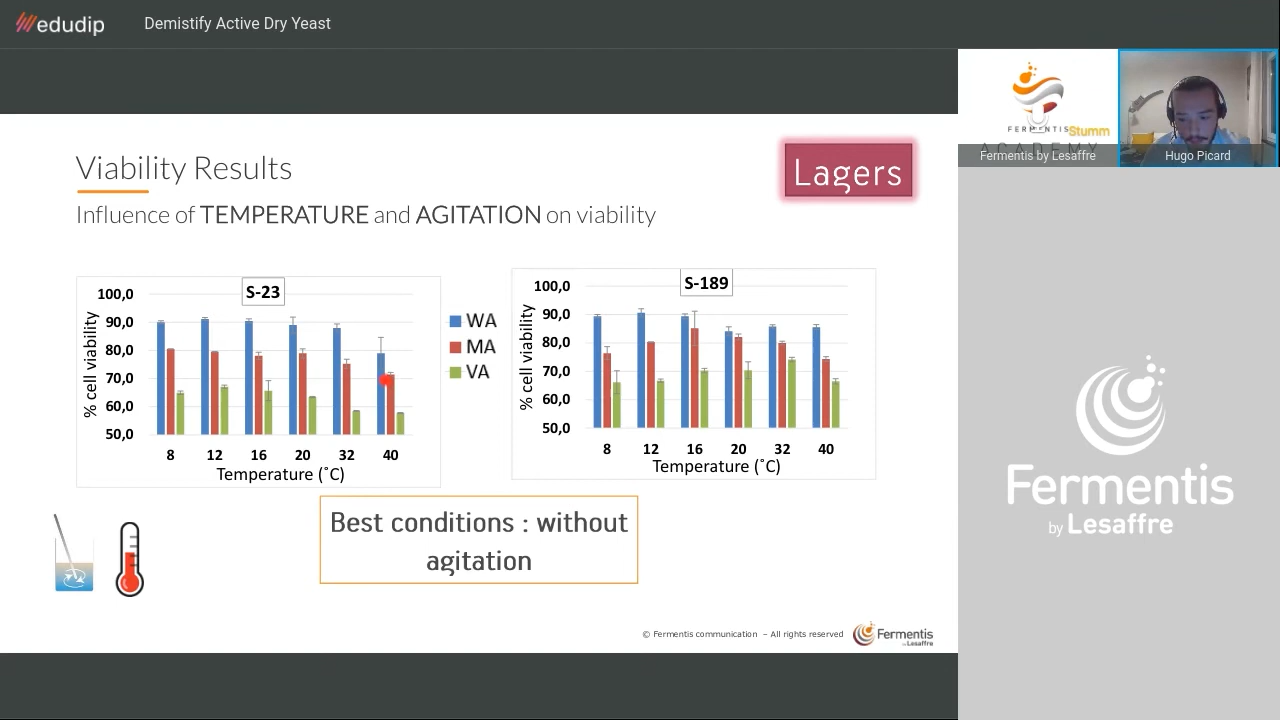 edudip
Demistify Active Dry Yeast
FERMENTIS
Stumm
ACADEMY
Fermentis by Lesaffre
Hugo Picard
Viability Results
Lagers
Influence of TEMPERATURE and AGITATION on viability
S-23
% cell viability
100,0
90,0
80,0
70,0
60,0
50,0
8 12 16 20 32 40
Temperature (˚C)
WA
MA
VA
S-189
% cell viability
100,0
90,0
80,0
70,0
60,0
50,0
8 12 16 20 32 40
Temperature (˚C)
Best conditions : without
agitation
© Fermentis communication – All rights reserved
Fermentis
by Lesaffre
Fermentis
by Lesaffre